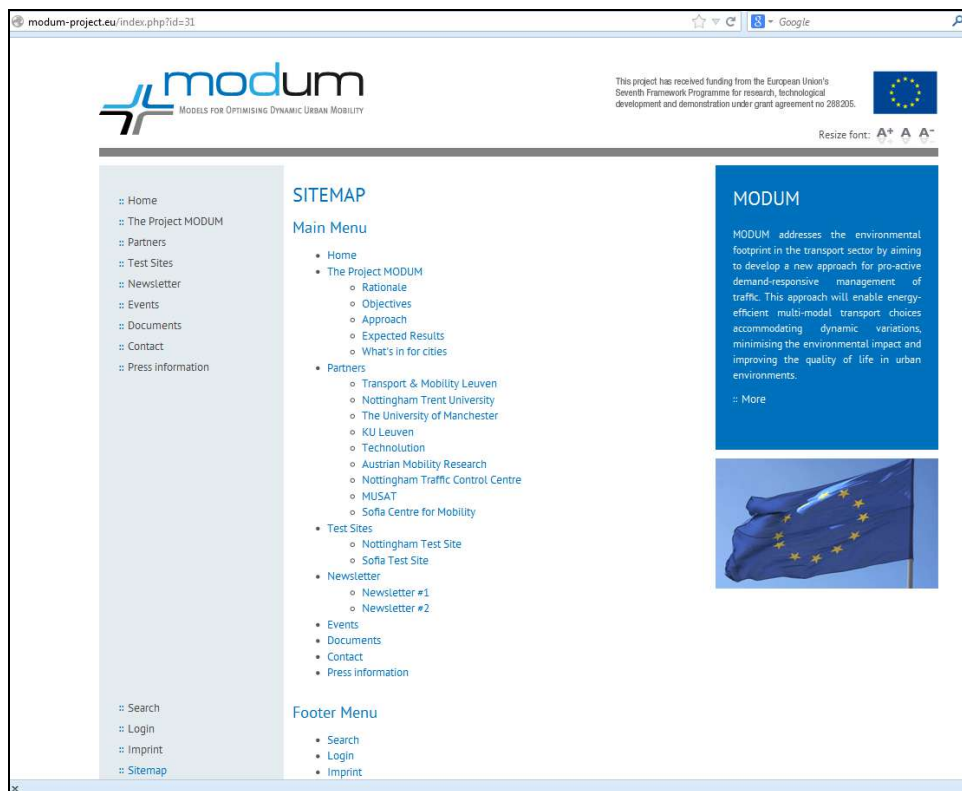 modum-project.eu/index.php?id=31
Google
modum
MODELS FOR OPTIMISING DYNAMIC URBAN MOBILITY
This project has received funding from the European Union's
Seventh Framework Programme for research, technological
development and demonstration under grant agreement no 288205.
Resize font: A+ A A-
:: Home
:: The Project MODUM
:: Partners
:: Test Sites
:: Newsletter
:: Events
:: Documents
:: Contact
:: Press information
:: Search
:: Login
:: Imprint
:: Sitemap
SITEMAP
Main Menu
• Home
• The Project MODUM
◦ Rationale
◦ Objectives
◦ Approach
◦ Expected Results
◦ What's in for cities
• Partners
◦ Transport & Mobility Leuven
◦ Nottingham Trent University
◦ The University of Manchester
◦ KU Leuven
◦ Technolution
◦ Austrian Mobility Research
◦ Nottingham Traffic Control Centre
◦ MUSAT
◦ Sofia Centre for Mobility
• Test Sites
◦ Nottingham Test Site
◦ Sofia Test Site
• Newsletter
◦ Newsletter #1
◦ Newsletter #2
• Events
• Documents
• Contact
• Press information
Footer Menu
• Search
• Login
• Imprint
MODUM
MODUM addresses the environmental
footprint in the transport sector by aiming
to develop a new approach for pro-active
demand-responsive management of
traffic. This approach will enable energy-
efficient multi-modal transport choices
accommodating dynamic variations,
minimising the environmental impact and
improving the quality of life in urban
environments.
:: More